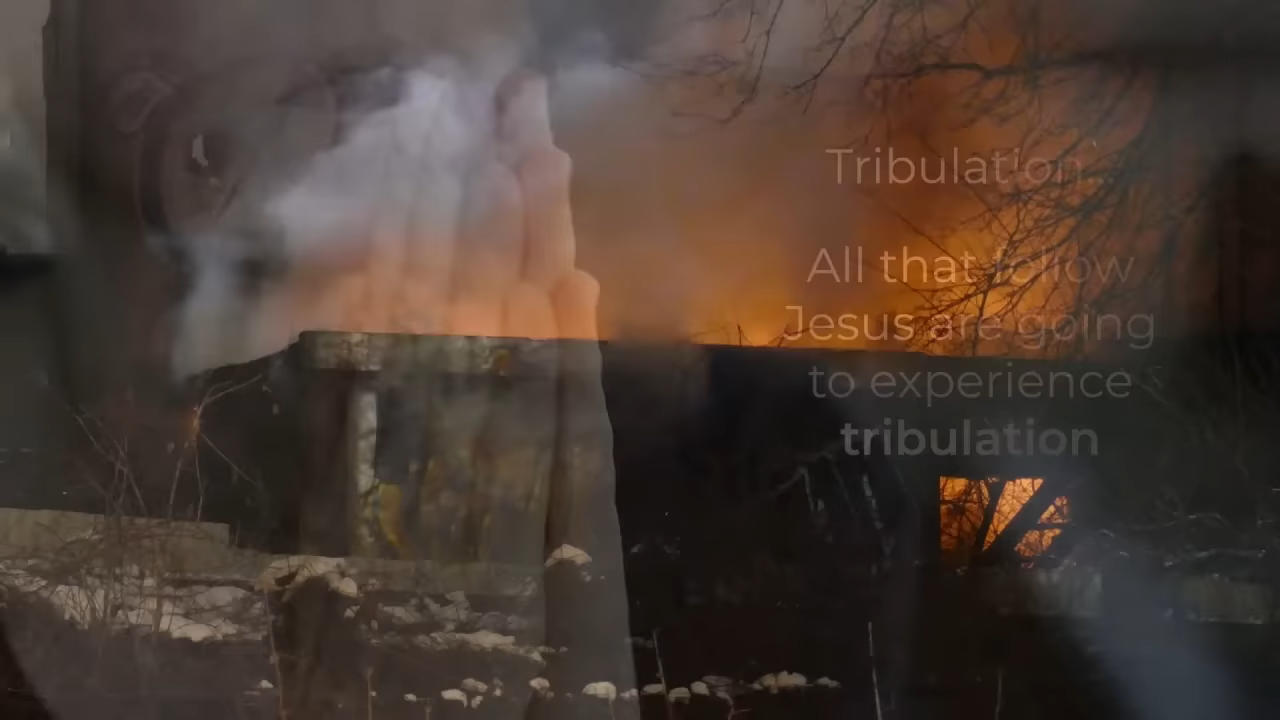 Tribulation
All that follow
Jesus are going
to experience
tribulation